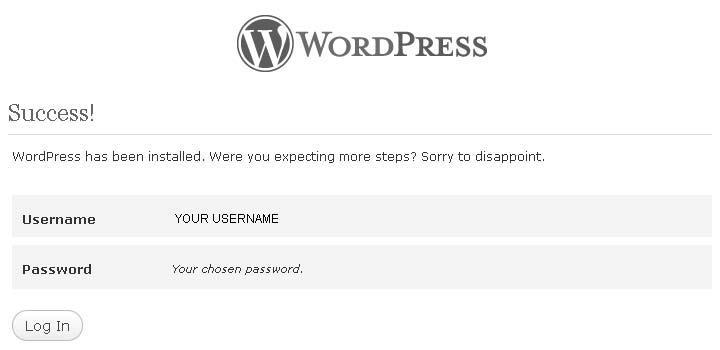 WORDPRESS
Success!
WordPress has been installed. Were you expecting more steps? Sorry to disappoint.
Username YOUR USERNAME
Password Your chosen password.
Log In